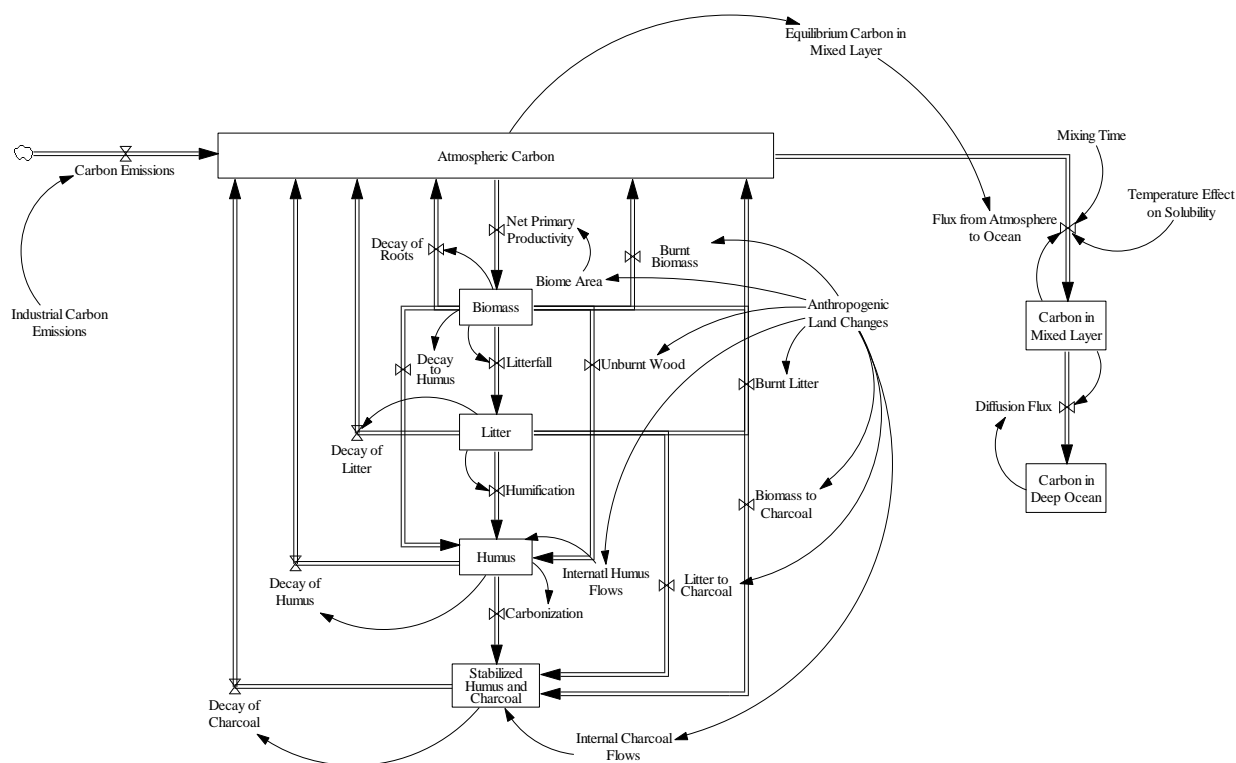 Equilibrium Carbon in
Mixed Layer
Mixing Time
Atmospheric Carbon
Carbon Emissions
Temperature Effect
on Solubility
Flux from Atmosphere
to Ocean
Net Primary
Productivity
Decay of
Roots
Burnt
Biomass
Biome Area
Industrial Carbon
Emissions
Biomass
Anthropogenic
Land Changes
Carbon in
Mixed Layer
Decay
to
Humus
Litterfall
Unburnt Wood
Burnt Litter
Diffusion Flux
Litter
Decay of
Litter
Humification
Biomass to
Charcoal
Carbon in
Deep Ocean
Humus
Internatl Humus
Flows
Litter to
Charcoal
Decay of
Humus
Carbonization
Stabilized
Humus and
Charcoal
Decay of
Charcoal
Internal Charcoal
Flows